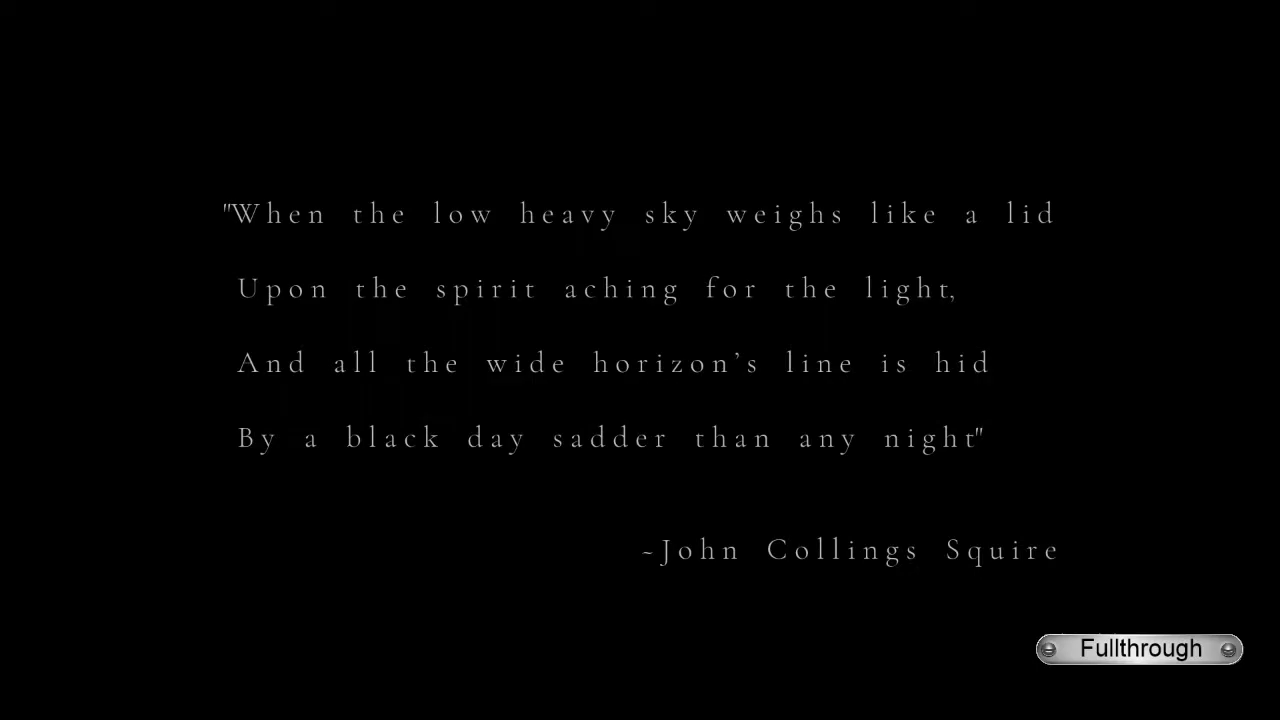 "When the low heavy sky weighs like a lid
Upon the spirit aching for the light,
And all the wide horizon’s line is hid
By a black day sadder than any night"
~John Collings Squire
Fullthrough